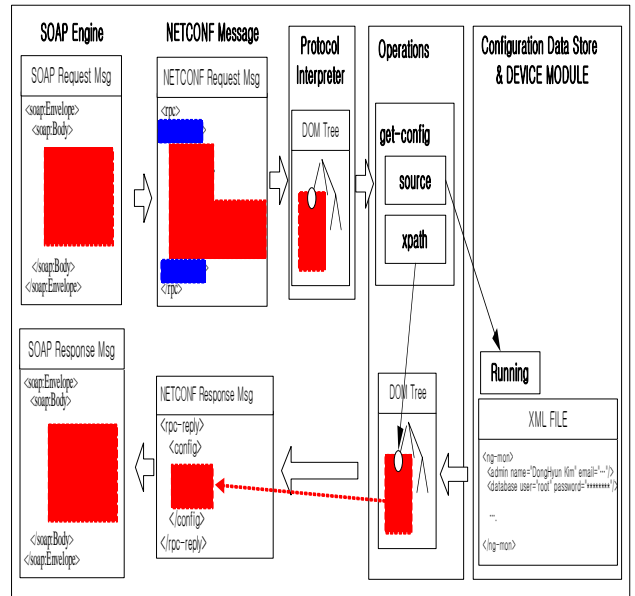 SOAP Engine
NETCONF Message
Protocol
Interpreter
Operations
Configuration Data Store
& DEVICE MODULE
SOAP Request Msg
<soap:Envelope>
<soap:Body>
</soap:Body>
</soap:Envelope>
NETCONF Request Msg
<rpc>
</rpc>
DOM Tree
get-config
source
xpath
SOAP Response Msg
<soap:Envelope>
<soap:Body>
</soap:Body>
</soap:Envelope>
NETCONF Response Msg
<rpc-reply>
<config>
</config>
</rpc-reply>
DOM Tree
Running
XML FILE
<ng-mon>
<admin name="DongHyun Kim" email="..."/>
<database user="root" password="********"/>
...
</ng-mon>